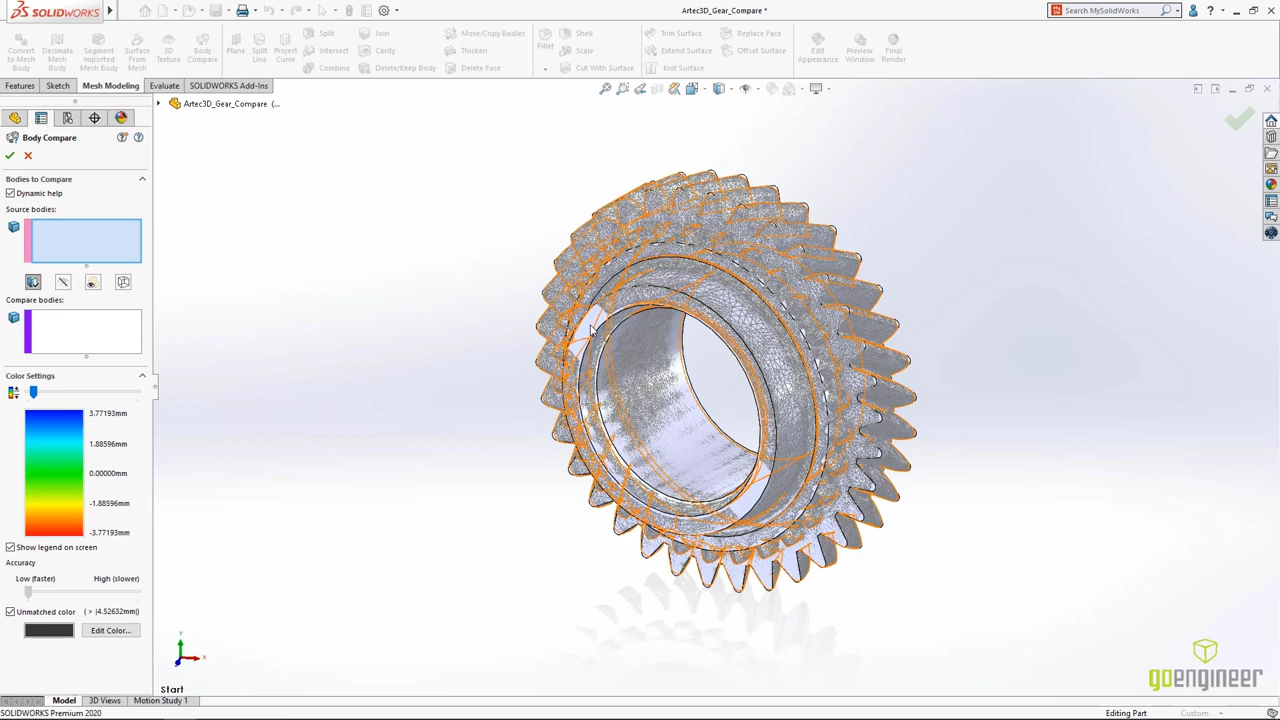 SOLIDWORKS
Artec3D_Gear_Compare *
Search MySolidWorks
Convert to Mesh Body
Decimate Mesh Body
Segment Imported Mesh Body
Surface From Mesh
3D Texture
Body Compare
Plane
Split Line
Project Curve
Split
Intersect
Combine
Join
Cavity
Delete/Keep Body
Move/Copy Bodies
Thicken
Delete Face
Fillet
Shell
Scale
Cut With Surface
Trim Surface
Extend Surface
Knit Surface
Replace Face
Offset Surface
Edit Appearance
Preview Window
Final Render
Features Sketch Mesh Modeling Evaluate SOLIDWORKS Add-Ins
Artec3D_Gear_Compare (...
Body Compare
Bodies to Compare
Dynamic help
Source bodies:
Compare bodies:
Color Settings
3.77193mm
1.88596mm
0.00000mm
-1.88596mm
-3.77193mm
Show legend on screen
Accuracy
Low (faster) High (slower)
Unmatched color ( > |4.52632mm|)
Edit Color...
Y
X
Start
goengineer
Model 3D Views Motion Study 1
SOLIDWORKS Premium 2020
Editing Part
Custom